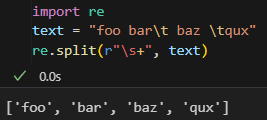 import re
text = "foo bar\t baz \tqux"
re.split(r"\s+", text)
✓ 0.0s
['foo', 'bar', 'baz', 'qux']